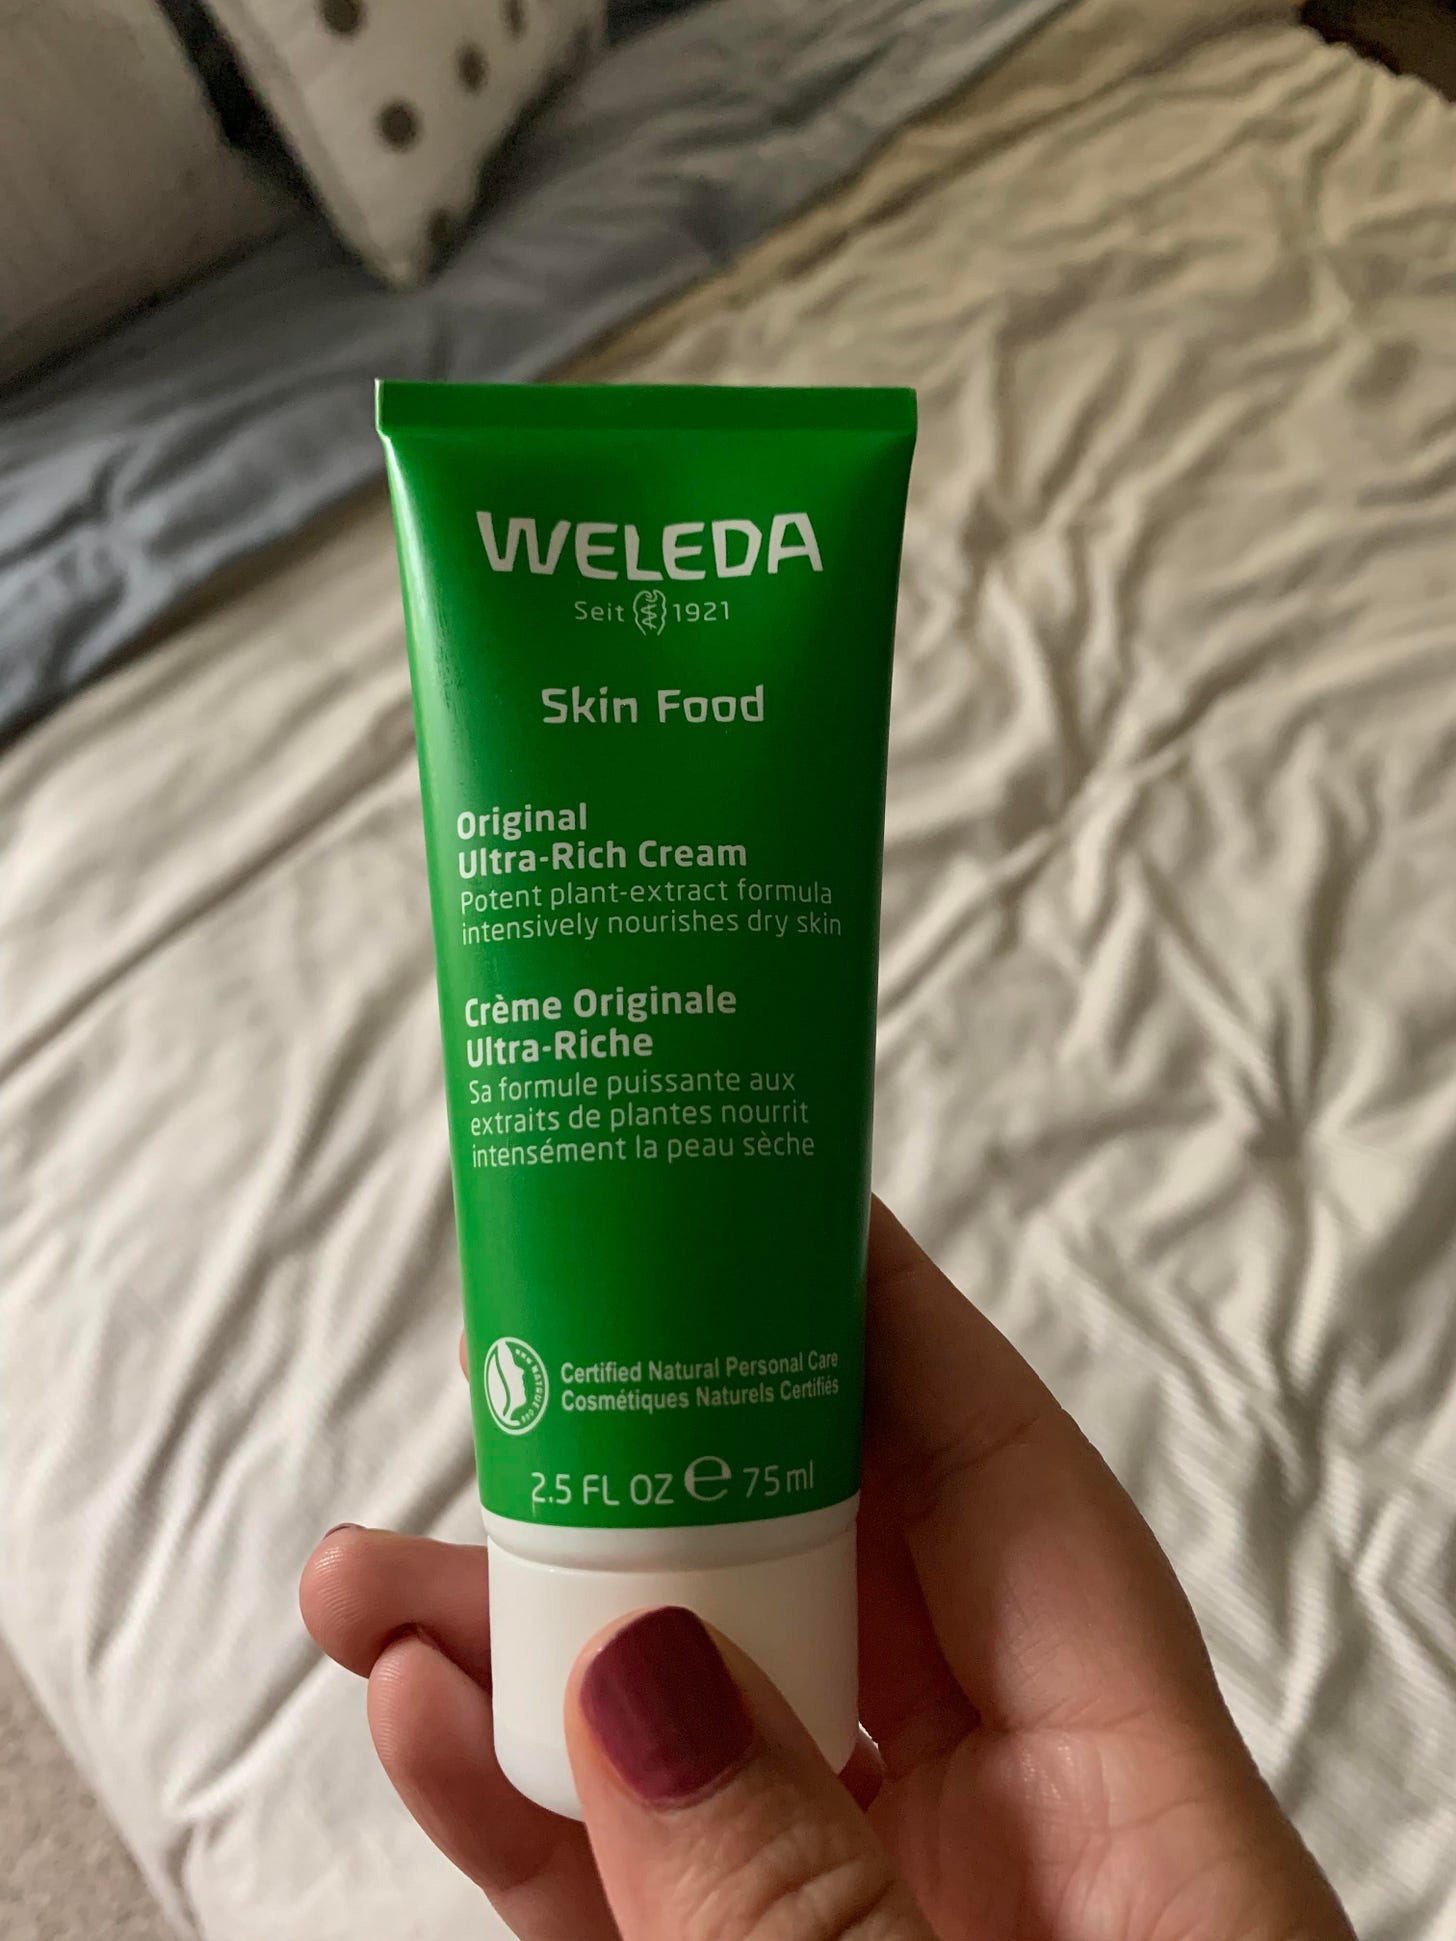 WELEDA
Seit 1921
Skin Food
Original
Ultra-Rich Cream
Potent plant-extract formula
intensively nourishes dry skin
Crème Originale
Ultra-Riche
Sa formule puissante aux
extraits de plantes nourrit
intensément la peau sèche
Certified Natural Personal Care
Cosmétiques Naturels Certifiés
2.5 FL OZ e 75 ml